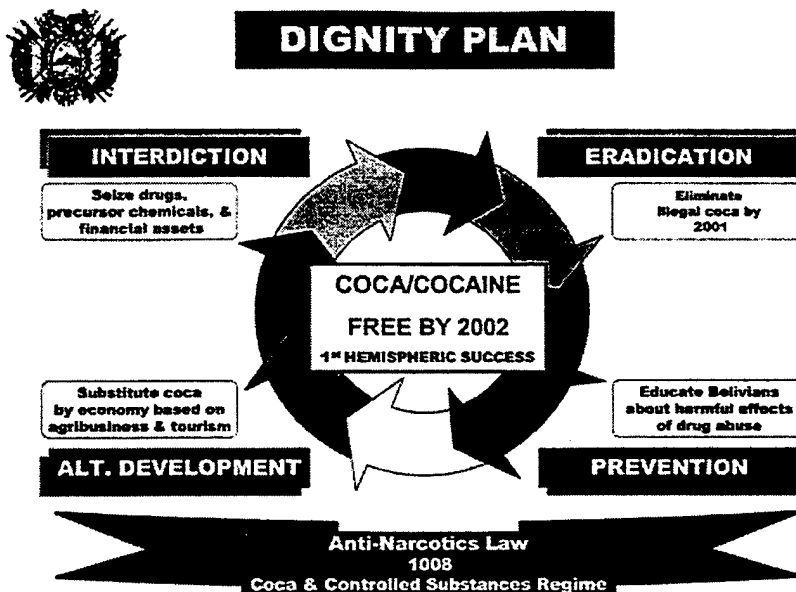 DIGNITY PLAN
INTERDICTION
Seize drugs,
precursor chemicals, &
financial assets
ERADICATION
Eliminate
illegal coca by
2001
COCA/COCAINE
FREE BY 2002
1st HEMISPHERIC SUCCESS
Substitute coca
by economy based on
agribusiness & tourism
ALT. DEVELOPMENT
Educate Bolivians
about harmful effects
of drug abuse
PREVENTION
Anti-Narcotics Law
1008
Coca & Controlled Substances Regime